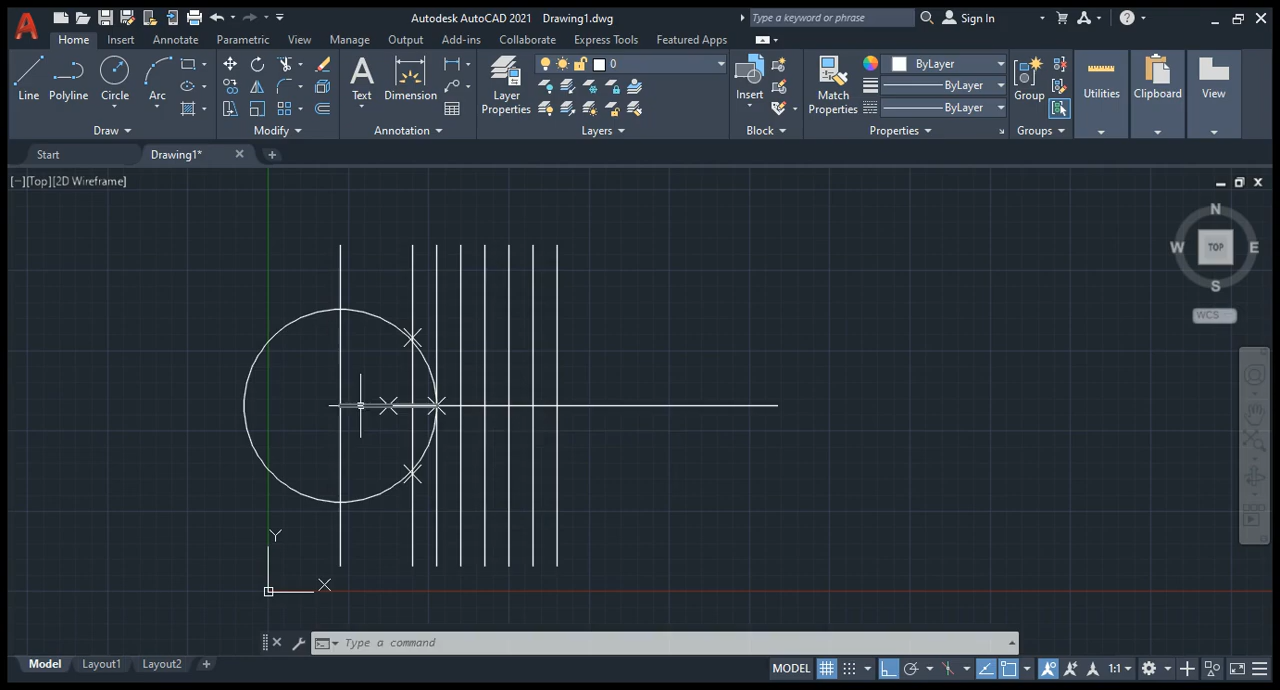 Autodesk AutoCAD 2021 Drawing1.dwg
Type a keyword or phrase
Sign In
Home Insert Annotate Parametric View Manage Output Add-ins Collaborate Express Tools Featured Apps
Line Polyline Circle Arc
Text Dimension
Layer Properties
0
Insert
Match Properties
ByLayer
ByLayer
ByLayer
Group
Utilities
Clipboard
View
Draw Modify Annotation Layers Block Properties Groups
Start Drawing1*
[−][Top][2D Wireframe]
N
W TOP E
S
WCS
Y
X
Type a command
Model Layout1 Layout2
MODEL 1:1